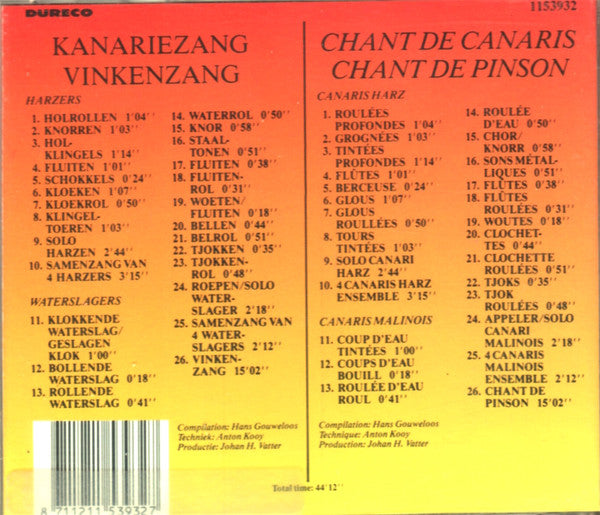 DURECO
1153932
KANARIEZANG
VINKENZANG
HARZERS
1. HOLROLLEN 1'04''
2. KNORREN 1'03''
3. HOL-
KLINGELS 1'14''
4. FLUITEN 1'01''
5. SCHOKKELS 0'24''
6. KLOEKEN 1'07''
7. KLOEKROL 0'50''
8. KLINGEL-
TOEREN 1'03''
9. SOLO
HARZEN 2'44''
10. SAMENZANG VAN
4 HARZERS 3'15''
WATERSLAGERS
11. KLOKKENDE
WATERSLAG/
GESLAGEN
KLOK 1'00''
12. BOLLENDE
WATERSLAG 0'18''
13. ROLLENDE
WATERSLAG 0'41''
14. WATERROL 0'50''
15. KNOR 0'58''
16. STAAL-
TONEN 0'51''
17. FLUITEN 0'38''
18. FLUITEN-
ROL 0'31''
19. WOETEN/
FLUITEN 0'18''
20. BELLEN 0'44''
21. BELROL 0'51''
22. TJOKKEN 0'35''
23. TJOKKEN-
ROL 0'48''
24. ROEPEN/SOLO
WATER-
SLAGER 2'18''
25. SAMENZANG VAN
4 WATER-
SLAGERS 2'12''
26. VINKEN-
ZANG 15'02''
Compilation: Hans Gouweloos
Techniek: Anton Kooy
Productie: Johan H. Vatter
8 711211 539327
CHANT DE CANARIS
CHANT DE PINSON
CANARIS HARZ
1. ROULÉES
PROFONDES 1'04''
2. GROGNÉES 1'03''
3. TINTÉES
PROFONDES 1'14''
4. FLÛTES 1'01''
5. BERCEUSE 0'24''
6. GLOUS 1'07''
7. GLOUS
ROULLÉES 0'50''
8. TOURS
TINTÉES 1'03''
9. SOLO CANARI
HARZ 2'44''
10. 4 CANARIS HARZ
ENSEMBLE 3'15''
CANARIS MALINOIS
11. COUP D'EAU
TINTÉES 1'00''
12. COUPS D'EAU
BOUILL 0'18''
13. ROULÉE D'EAU
ROUL 0'41''
14. ROULÉE
D'EAU 0'50''
15. CHOR/
KNORR 0'58''
16. SONS MÉTAL-
LIQUES 0'51''
17. FLÛTES 0'38''
18. FLÛTES
ROULÉES 0'31''
19. WOUTES 0'18''
20. CLOCHET-
TES 0'44''
21. CLOCHETTE
ROULÉES 0'51''
22. TJOKS 0'35''
23. TJOK
ROULÉES 0'48''
24. APPELER/SOLO
CANARI
MALINOIS 2'18''
25. 4 CANARIS
MALINOIS
ENSEMBLE 2'12''
26. CHANT DE
PINSON 15'02''
Compilation: Hans Gouweloos
Technique: Anton Kooy
Productie: Johan H. Vatter
Total time: 44'12''